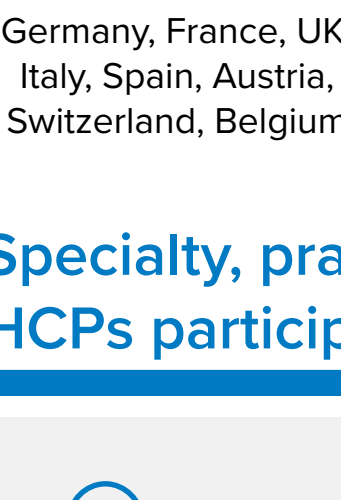 Germany, France, UK
Italy, Spain, Austria,
Switzerland, Belgium
Specialty, pra
HCPs particip